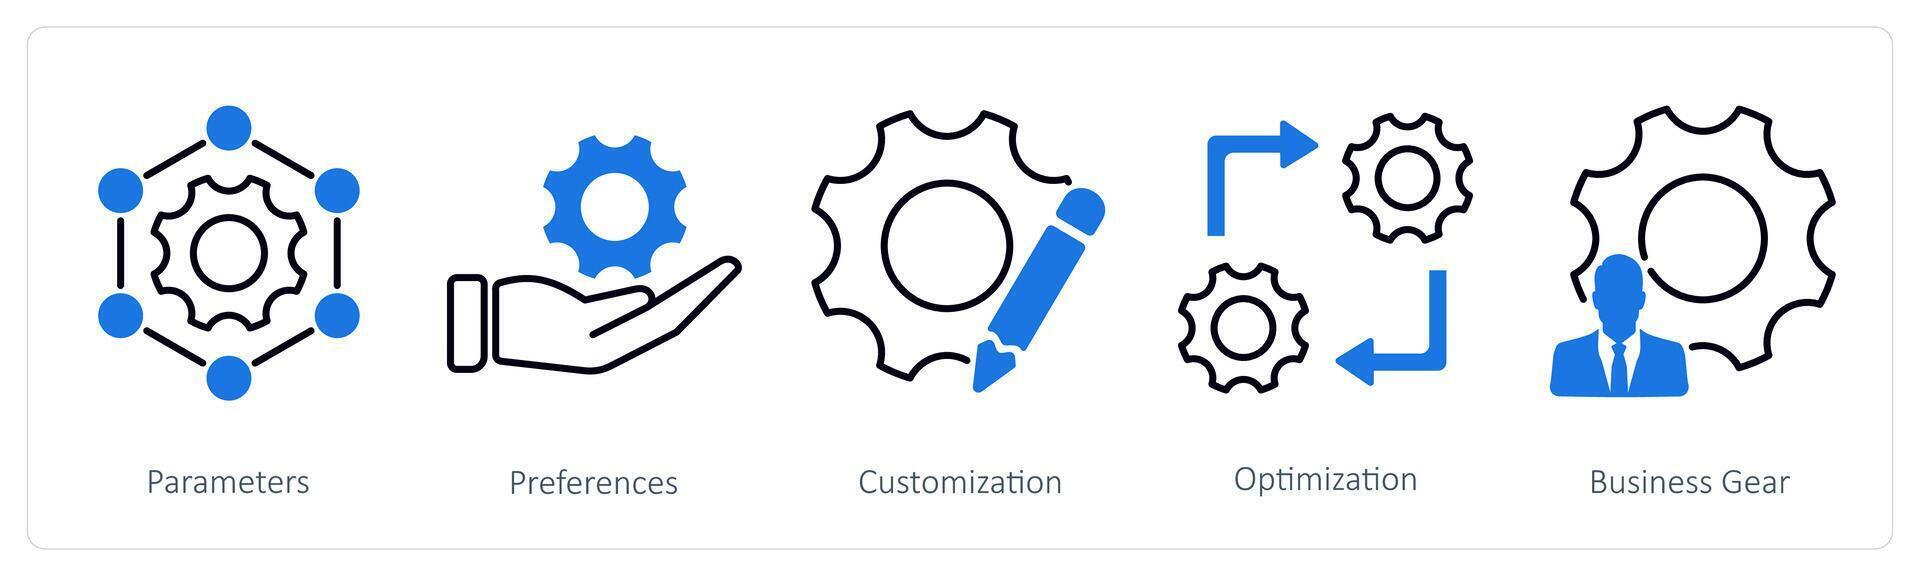 Parameters
Preferences
Customization
Optimization
Business Gear